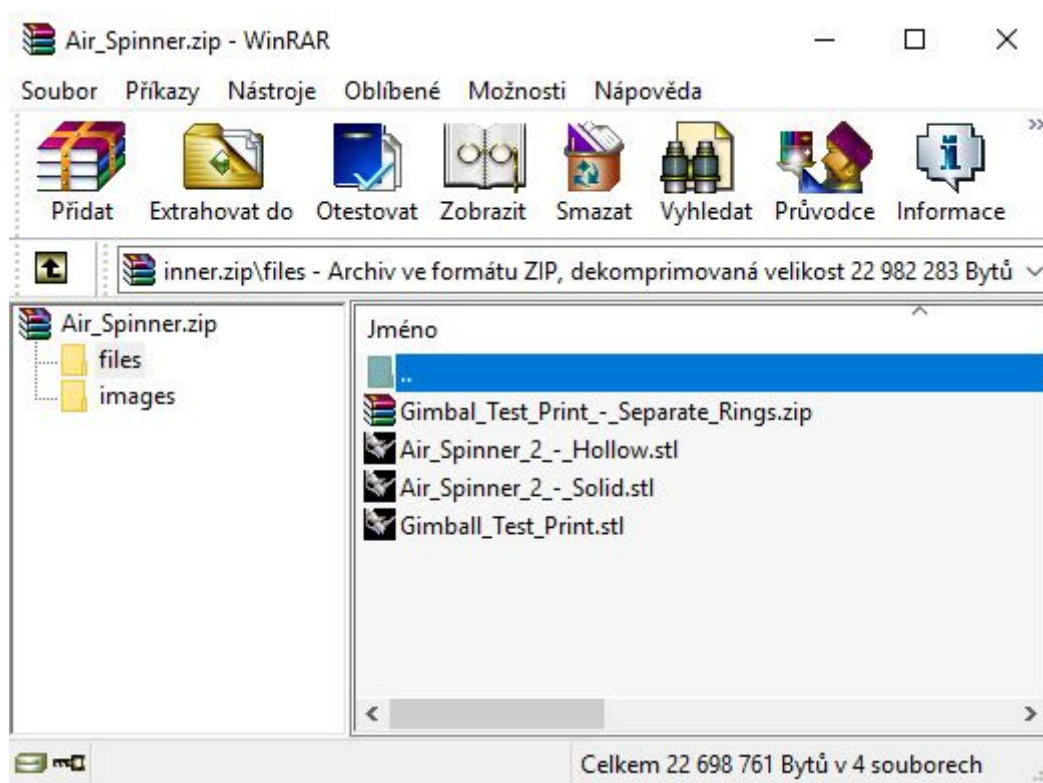 Air_Spinner.zip - WinRAR
Soubor Příkazy Nástroje Oblíbené Možnosti Nápověda
Přidat Extrahovat do Otestovat Zobrazit Smazat Vyhledat Průvodce Informace
inner.zip\files - Archiv ve formátu ZIP, dekomprimovaná velikost 22 982 283 Bytů
Air_Spinner.zip
files
images
Jméno
..
Gimbal_Test_Print_-_Separate_Rings.zip
Air_Spinner_2_-_Hollow.stl
Air_Spinner_2_-_Solid.stl
Gimball_Test_Print.stl
Celkem 22 698 761 Bytů v 4 souborech